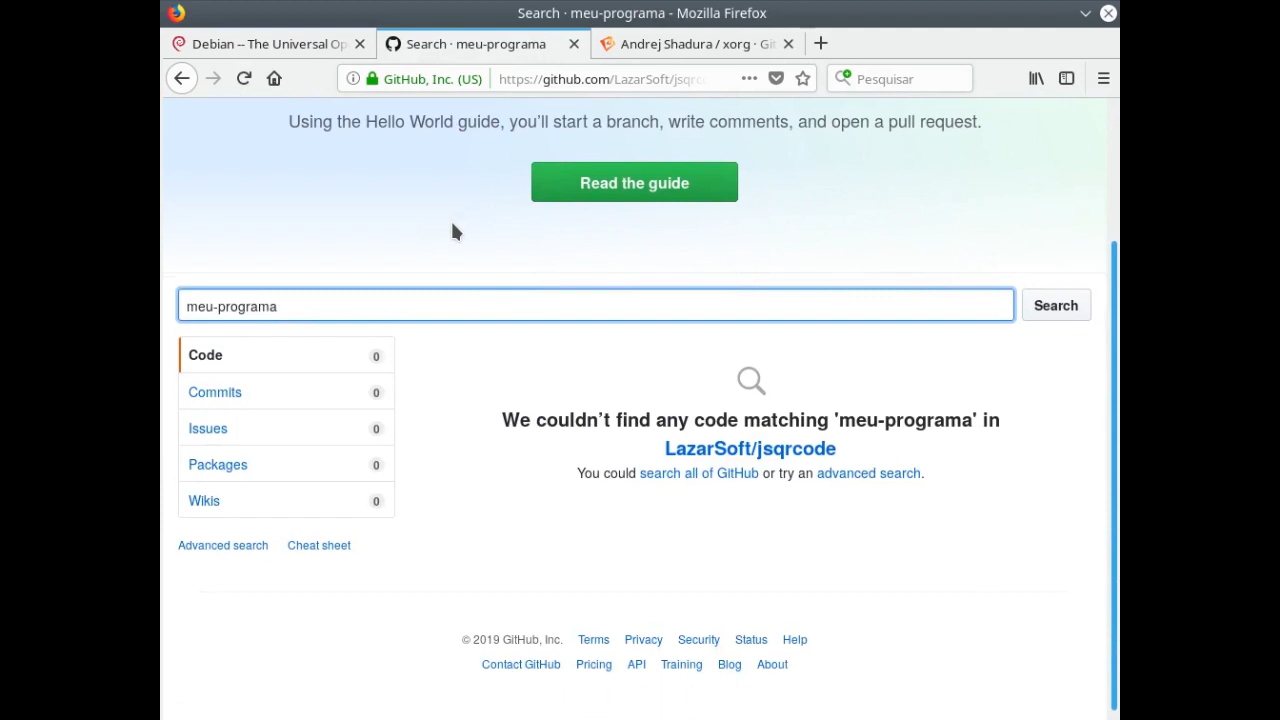 Search · meu-programa - Mozilla Firefox
Debian -- The Universal Op
Search · meu-programa
Andrej Shadura / xorg · Git
GitHub, Inc. (US)
https://github.com/LazarSoft/jsqrco
Pesquisar
Using the Hello World guide, you’ll start a branch, write comments, and open a pull request.
Read the guide
meu-programa
Search
Code 0
Commits 0
Issues 0
Packages 0
Wikis 0
Advanced search
Cheat sheet
We couldn’t find any code matching 'meu-programa' in
LazarSoft/jsqrcode
You could search all of GitHub or try an advanced search.
© 2019 GitHub, Inc. Terms Privacy Security Status Help
Contact GitHub Pricing API Training Blog About